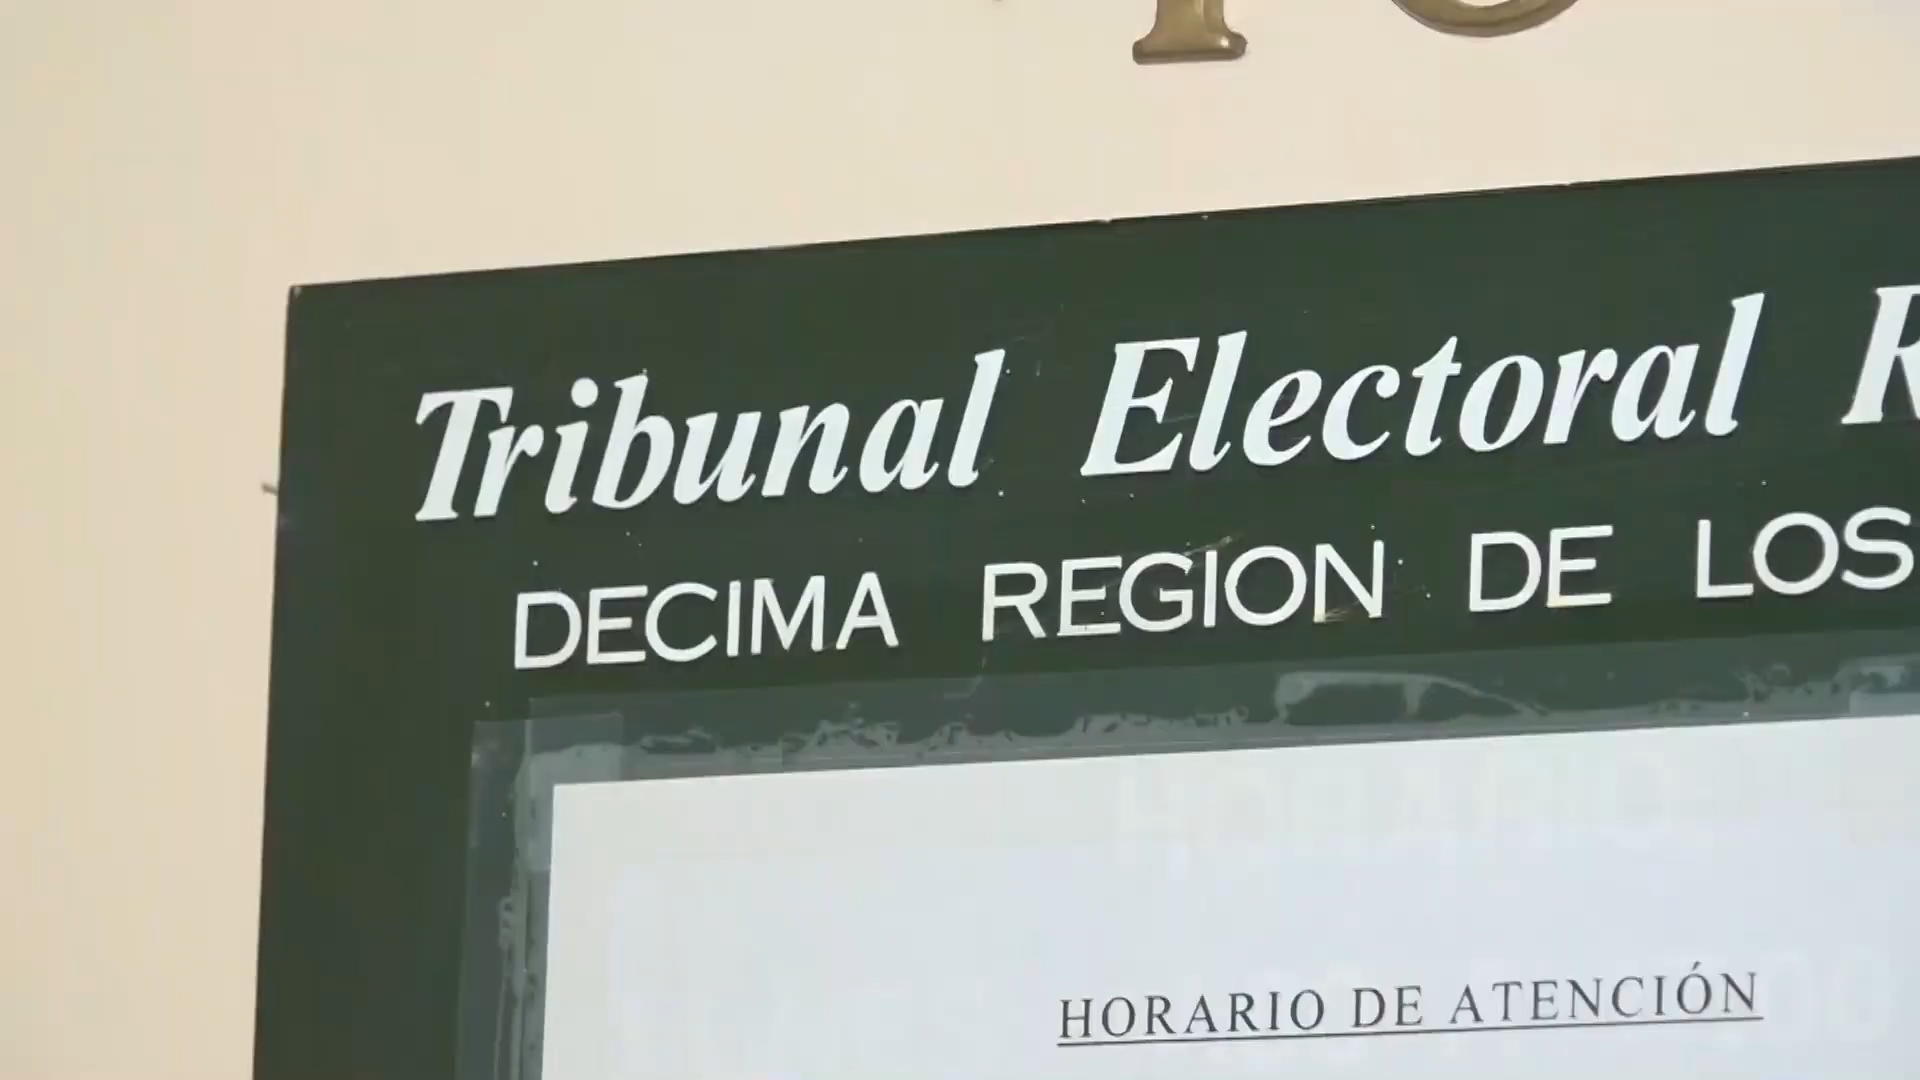 Tribunal Electoral R
DECIMA REGION DE LOS
HORARIO DE ATENCIÓN